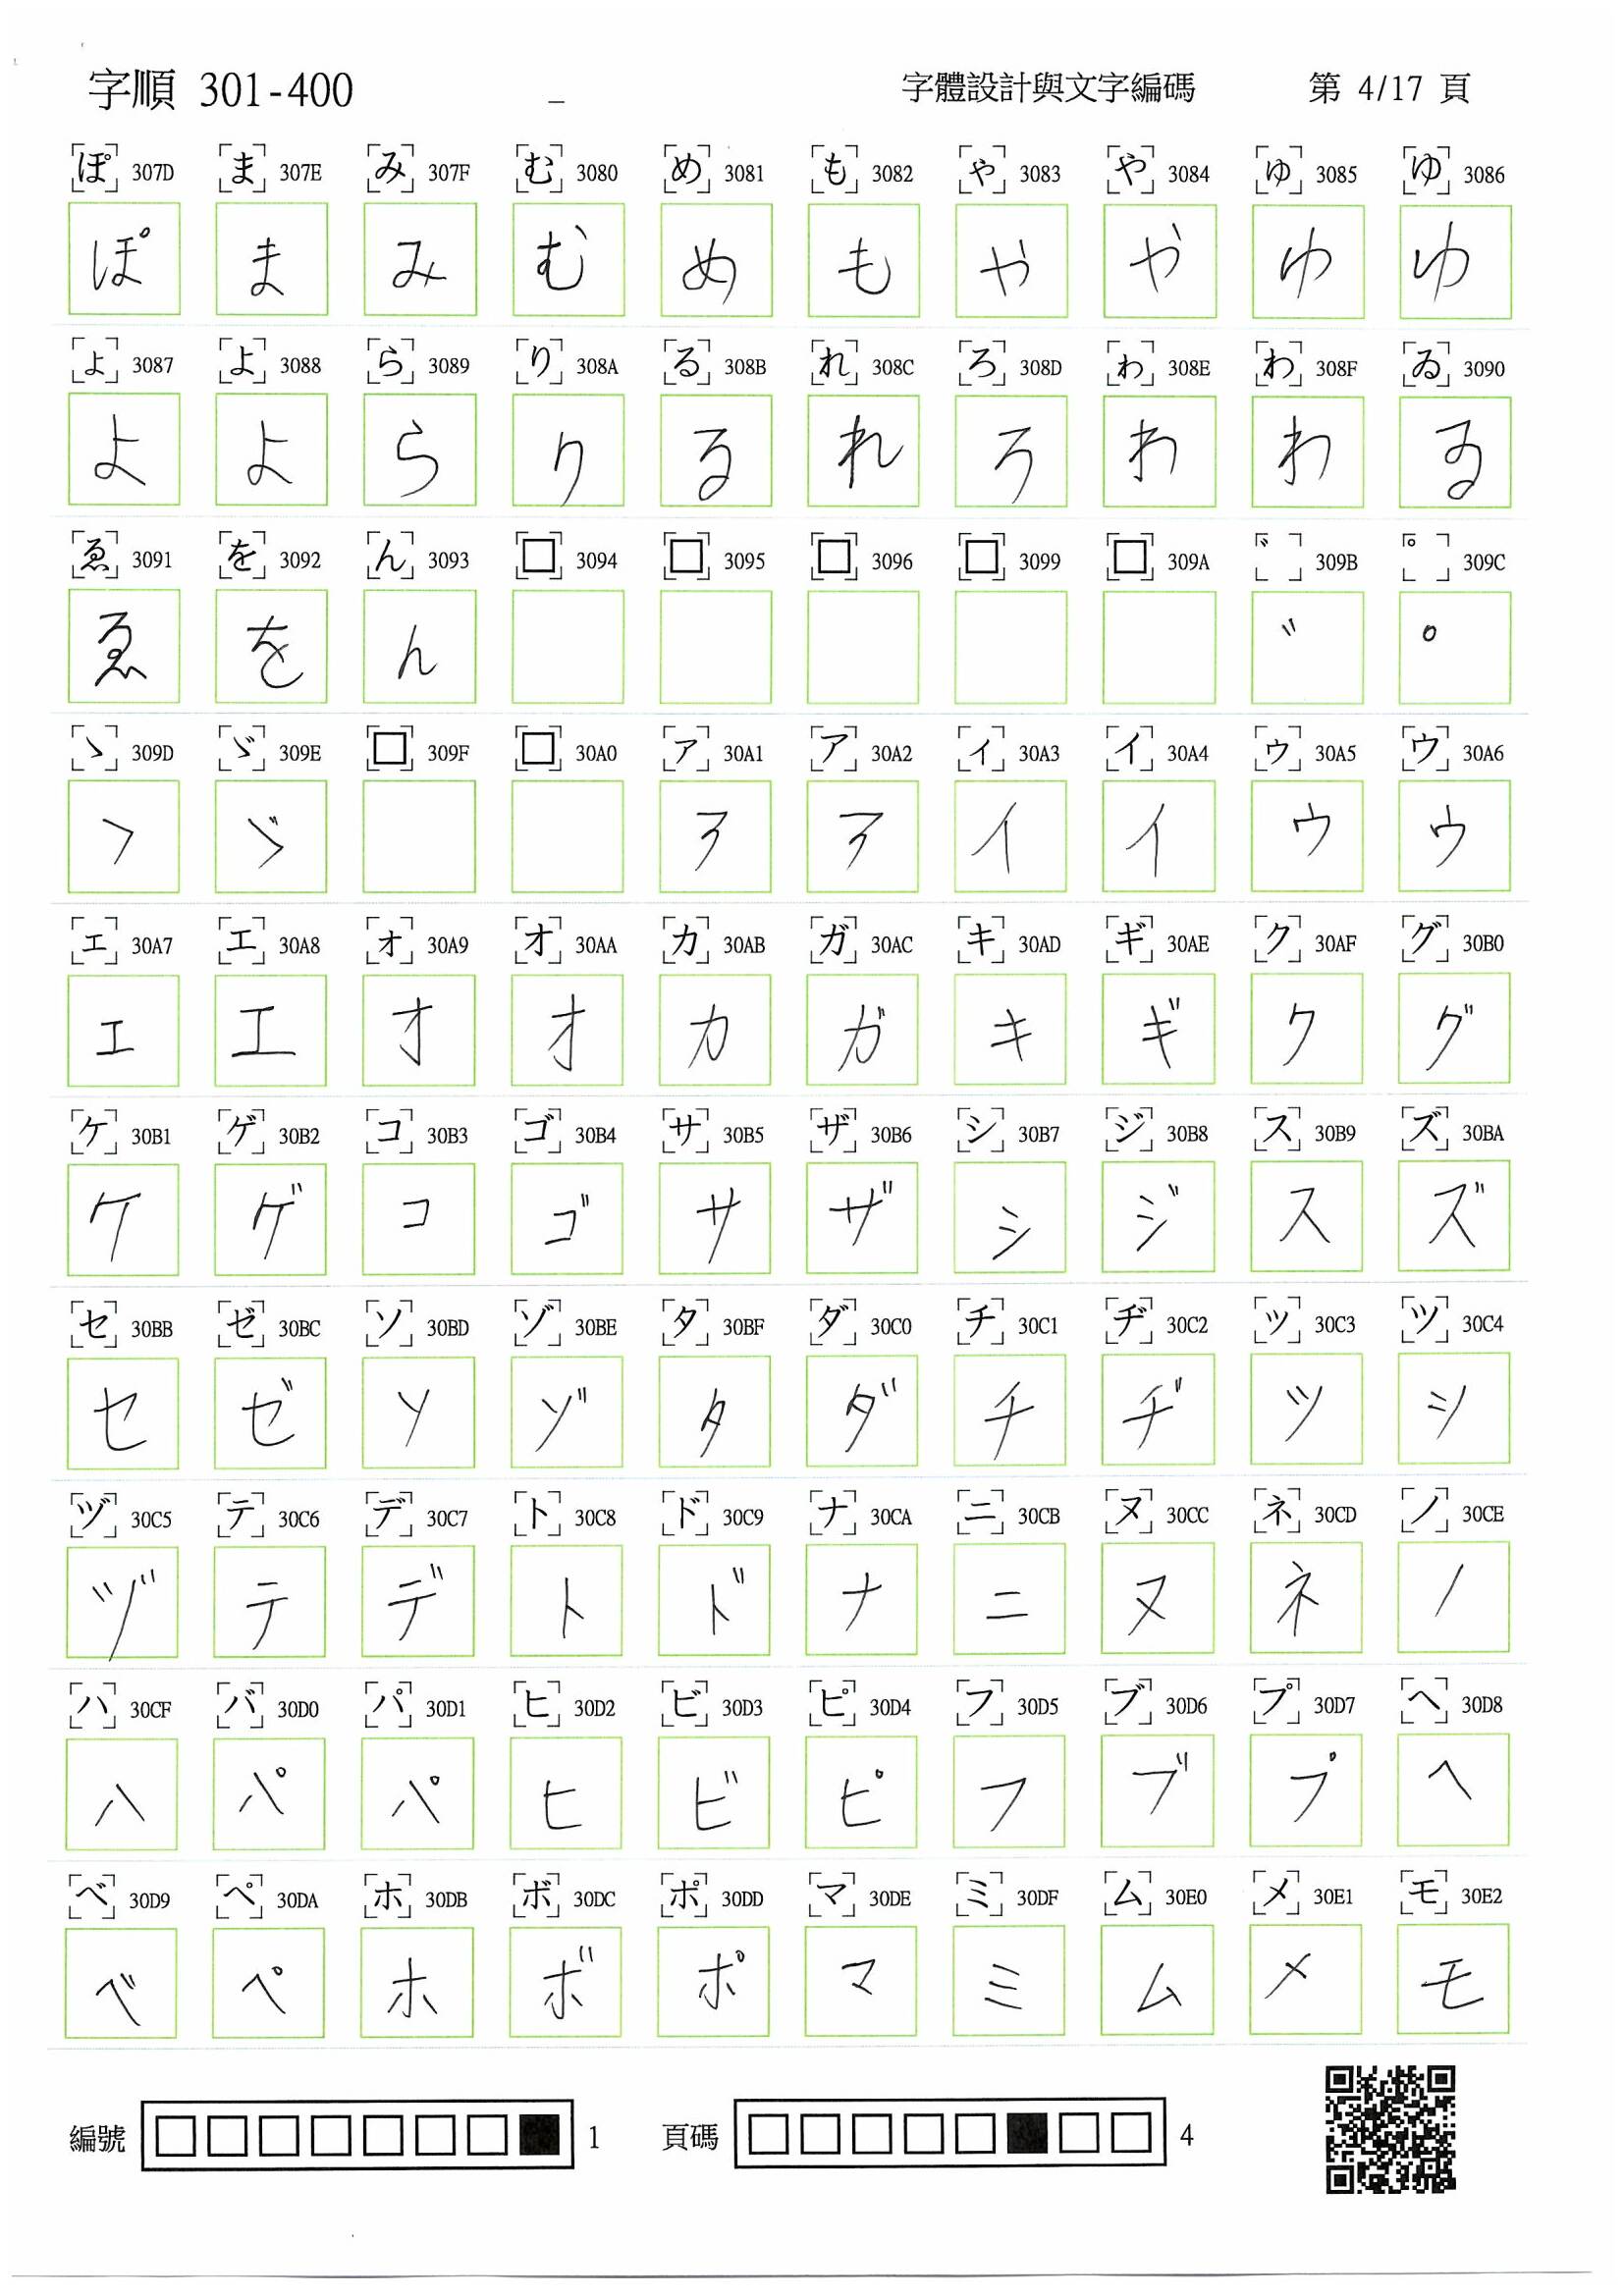 字順 301-400 _ 字體設計與文字編碼 第 4/17 頁
ぽ 307D ま 307E み 307F む 3080 め 3081 も 3082 ゃ 3083 や 3084 ゅ 3085 ゆ 3086
ぽ ま み む め も や や ゆ ゆ
ょ 3087 よ 3088 ら 3089 り 308A る 308B れ 308C ろ 308D ゎ 308E わ 308F ゐ 3090
よ よ ら り る れ ろ わ わ ゐ
ゑ 3091 を 3092 ん 3093 □ 3094 □ 3095 □ 3096 □ 3099 □ 309A ゛ 309B ゜ 309C
ゑ を ん ゛ ゜
ゝ 309D ゞ 309E □ 309F □ 30A0 ァ 30A1 ア 30A2 ィ 30A3 イ 30A4 ゥ 30A5 ウ 30A6
ゝ ゞ ア ア イ イ ウ ウ
ェ 30A7 エ 30A8 ォ 30A9 オ 30AA カ 30AB ガ 30AC キ 30AD ギ 30AE ク 30AF グ 30B0
エ エ オ オ カ ガ キ ギ ク グ
ケ 30B1 ゲ 30B2 コ 30B3 ゴ 30B4 サ 30B5 ザ 30B6 シ 30B7 ジ 30B8 ス 30B9 ズ 30BA
ケ ゲ コ ゴ サ ザ シ ジ ス ズ
セ 30BB ゼ 30BC ソ 30BD ゾ 30BE タ 30BF ダ 30C0 チ 30C1 ヂ 30C2 ッ 30C3 ツ 30C4
セ ゼ ソ ゾ タ ダ チ ヂ ツ シ
ヅ 30C5 テ 30C6 デ 30C7 ト 30C8 ド 30C9 ナ 30CA ニ 30CB ヌ 30CC ネ 30CD ノ 30CE
ヅ テ デ ト ド ナ ニ ヌ ネ ノ
ハ 30CF バ 30D0 パ 30D1 ヒ 30D2 ビ 30D3 ピ 30D4 フ 30D5 ブ 30D6 プ 30D7 ヘ 30D8
ハ パ パ ヒ ビ ピ フ ブ プ ヘ
ベ 30D9 ペ 30DA ホ 30DB ボ 30DC ポ 30DD マ 30DE ミ 30DF ム 30E0 メ 30E1 モ 30E2
ベ ペ ホ ボ ポ マ ミ ム メ モ
編號 □□□□□□□■ 1 頁碼 □□□□□■□□ 4